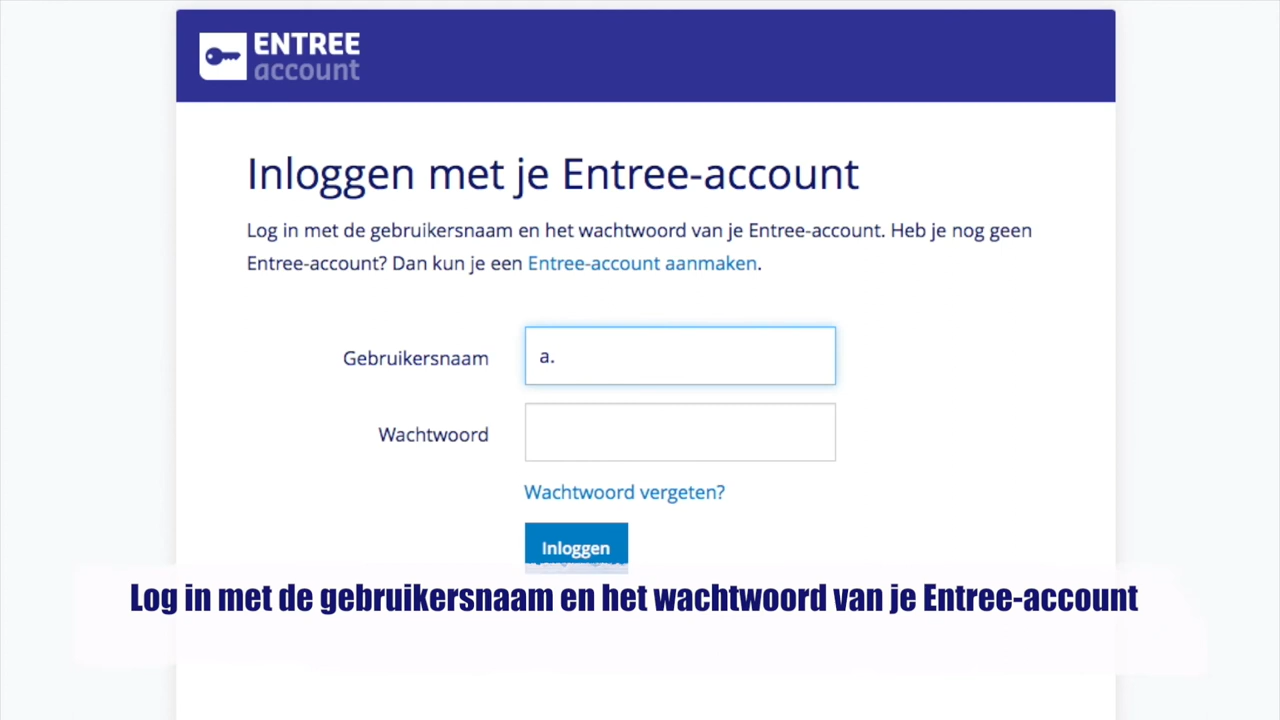 ENTREE
account
Inloggen met je Entree-account
Log in met de gebruikersnaam en het wachtwoord van je Entree-account. Heb je nog geen
Entree-account? Dan kun je een Entree-account aanmaken.
Gebruikersnaam a.
Wachtwoord
Wachtwoord vergeten?
Inloggen
Log in met de gebruikersnaam en het wachtwoord van je Entree-account